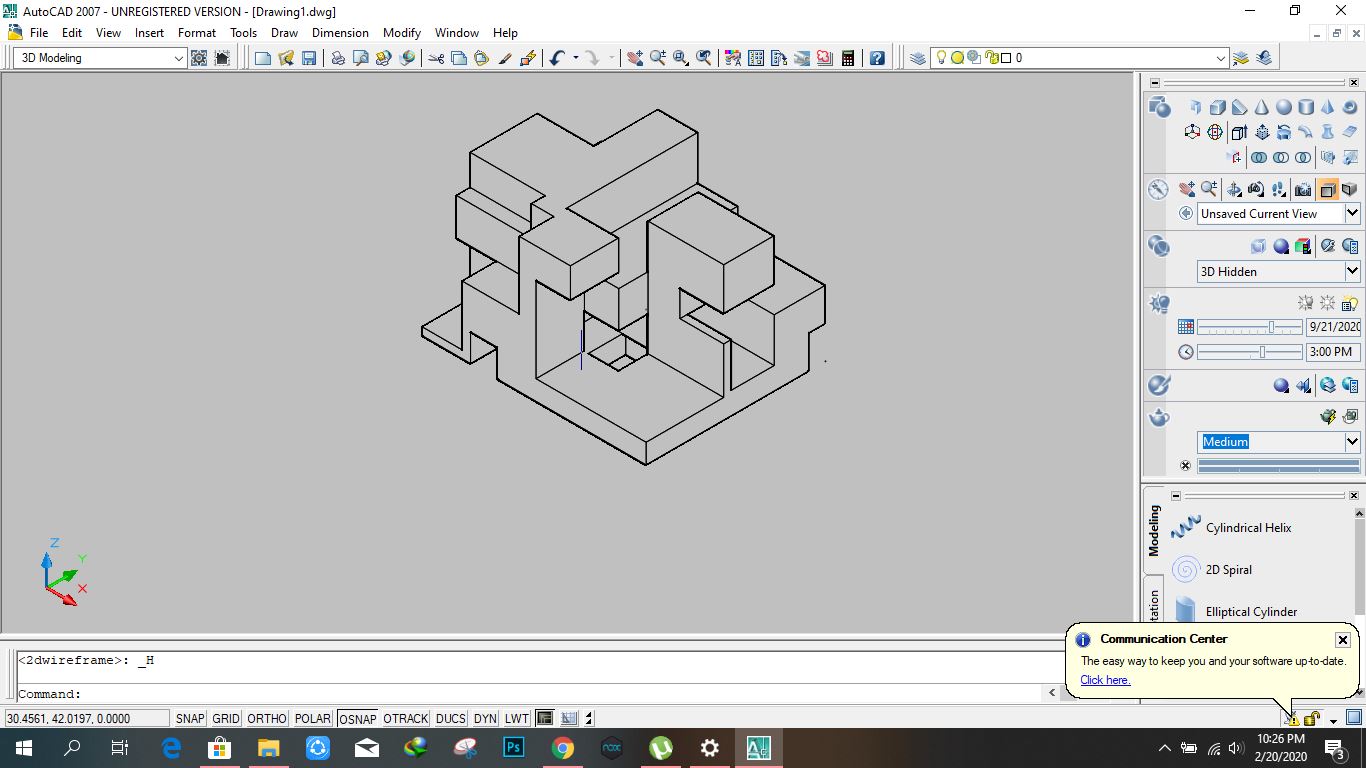 AutoCAD 2007 - UNREGISTERED VERSION - [Drawing1.dwg]
File Edit View Insert Format Tools Draw Dimension Modify Window Help
3D Modeling
0
Unsaved Current View
3D Hidden
9/21/2020
3:00 PM
Medium
Modeling
Cylindrical Helix
2D Spiral
Elliptical Cylinder
tation
Z
Y
X
Communication Center
The easy way to keep you and your software up-to-date.
Click here.
<2dwireframe>: _H
Command:
30.4561, 42.0197, 0.0000 SNAP GRID ORTHO POLAR OSNAP OTRACK DUCS DYN LWT
Ps
nox
10:26 PM
2/20/2020
3